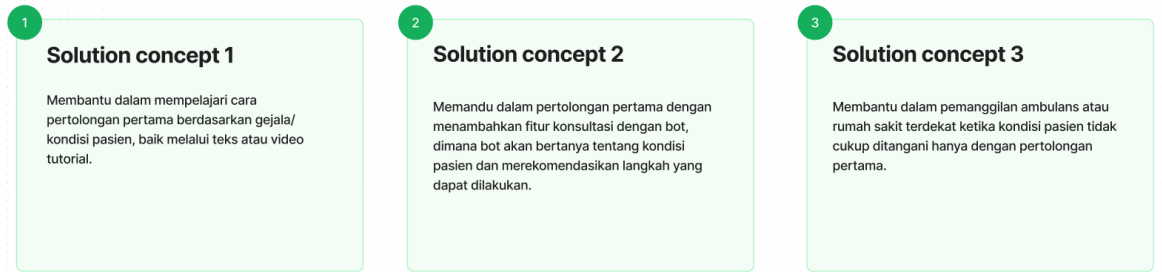 1
Solution concept 1
Membantu dalam mempelajari cara
pertolongan pertama berdasarkan gejala/
kondisi pasien, baik melalui teks atau video
tutorial.
2
Solution concept 2
Memandu dalam pertolongan pertama dengan
menambahkan fitur konsultasi dengan bot,
dimana bot akan bertanya tentang kondisi
pasien dan merekomendasikan langkah yang
dapat dilakukan.
3
Solution concept 3
Membantu dalam pemanggilan ambulans atau
rumah sakit terdekat ketika kondisi pasien tidak
cukup ditangani hanya dengan pertolongan
pertama.